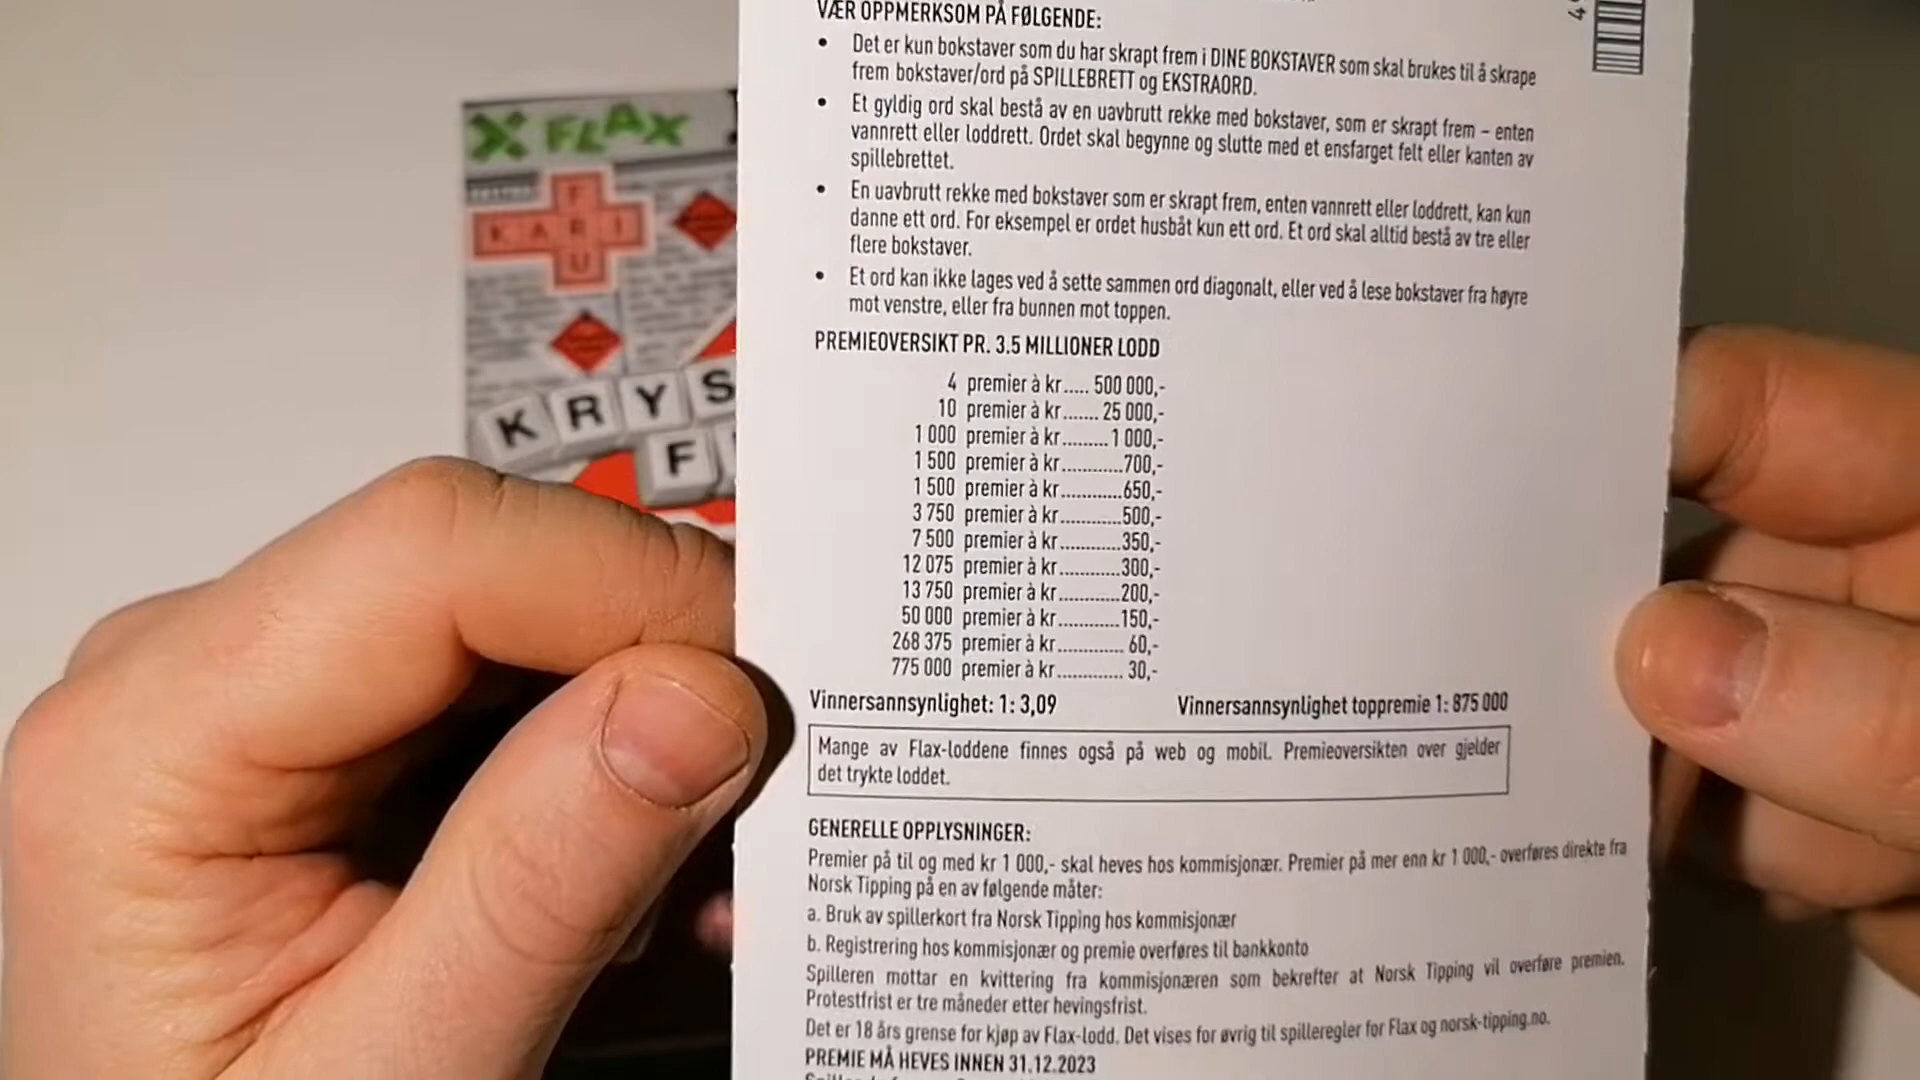 VÆR OPPMERKSOM PÅ FØLGENDE:
• Det er kun bokstaver som du har skrapt frem i DINE BOKSTAVER som skal brukes til å skrape
frem bokstaver/ord på SPILLEBRETT og EKSTRAORD.
• Et gyldig ord skal bestå av en uavbrutt rekke med bokstaver, som er skrapt frem – enten
vannrett eller loddrett. Ordet skal begynne og slutte med et ensfarget felt eller kanten av
spillebrettet.
• En uavbrutt rekke med bokstaver som er skrapt frem, enten vannrett eller loddrett, kan kun
danne ett ord. For eksempel er ordet husbåt kun ett ord. Et ord skal alltid bestå av tre eller
flere bokstaver.
• Et ord kan ikke lages ved å sette sammen ord diagonalt, eller ved å lese bokstaver fra høyre
mot venstre, eller fra bunnen mot toppen.
PREMIEOVERSIKT PR. 3.5 MILLIONER LODD
4 premier à kr..... 500 000,-
10 premier à kr....... 25 000,-
1 000 premier à kr.........1 000,-
1 500 premier à kr............700,-
1 500 premier à kr............650,-
3 750 premier à kr............500,-
7 500 premier à kr............350,-
12 075 premier à kr............300,-
13 750 premier à kr............200,-
50 000 premier à kr............150,-
268 375 premier à kr............. 60,-
775 000 premier à kr............. 30,-
Vinnersannsynlighet: 1: 3,09 Vinnersannsynlighet toppremie 1: 875 000
Mange av Flax-loddene finnes også på web og mobil. Premieoversikten over gjelder
det trykte loddet.
GENERELLE OPPLYSNINGER:
Premier på til og med kr 1 000,- skal heves hos kommisjonær. Premier på mer enn kr 1 000,- overføres direkte fra
Norsk Tipping på en av følgende måter:
a. Bruk av spillerkort fra Norsk Tipping hos kommisjonær
b. Registrering hos kommisjonær og premie overføres til bankkonto
Spilleren mottar en kvittering fra kommisjonæren som bekrefter at Norsk Tipping vil overføre premien.
Protestfrist er tre måneder etter hevingsfrist.
Det er 18 års grense for kjøp av Flax-lodd. Det vises for øvrig til spilleregler for Flax og norsk-tipping.no.
PREMIE MÅ HEVES INNEN 31.12.2023
FLAX
F
KARI
U
KRYS
F
4